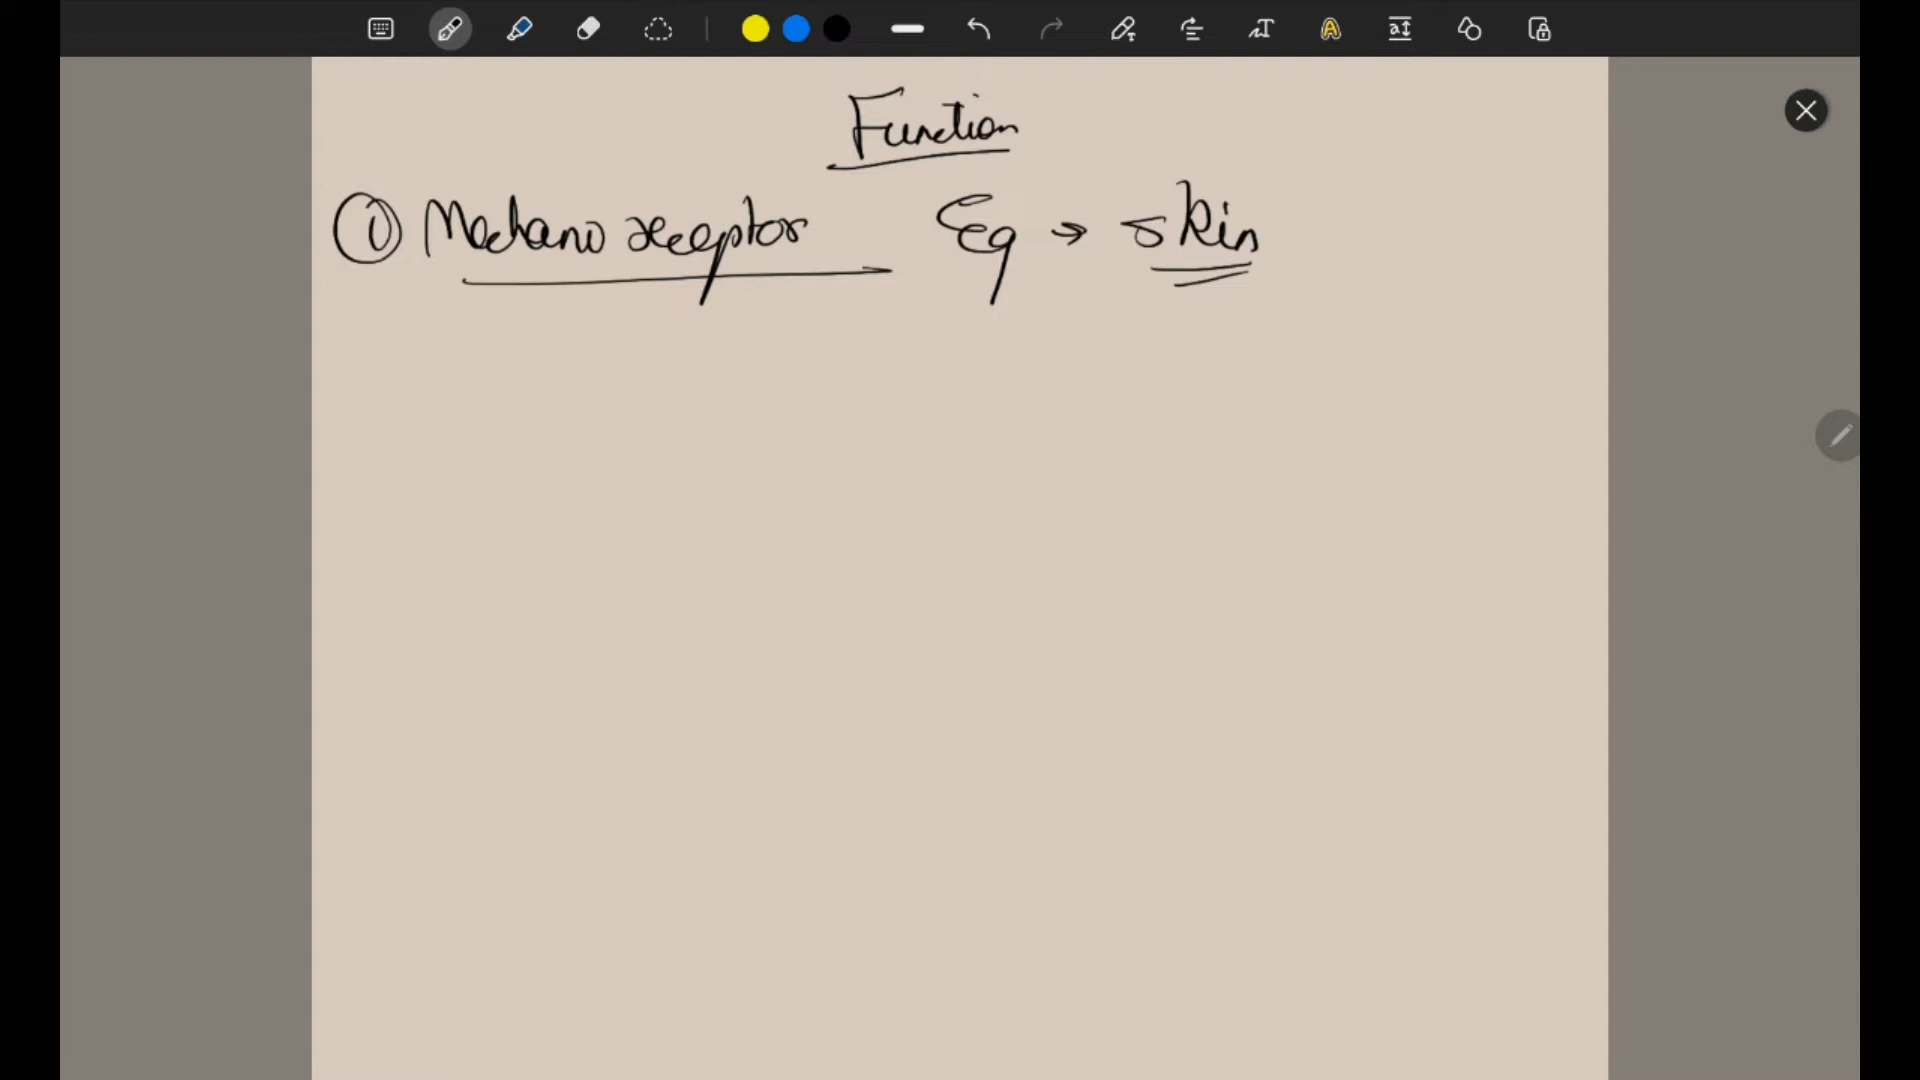 Function
① Mechano receptor Eg → skin